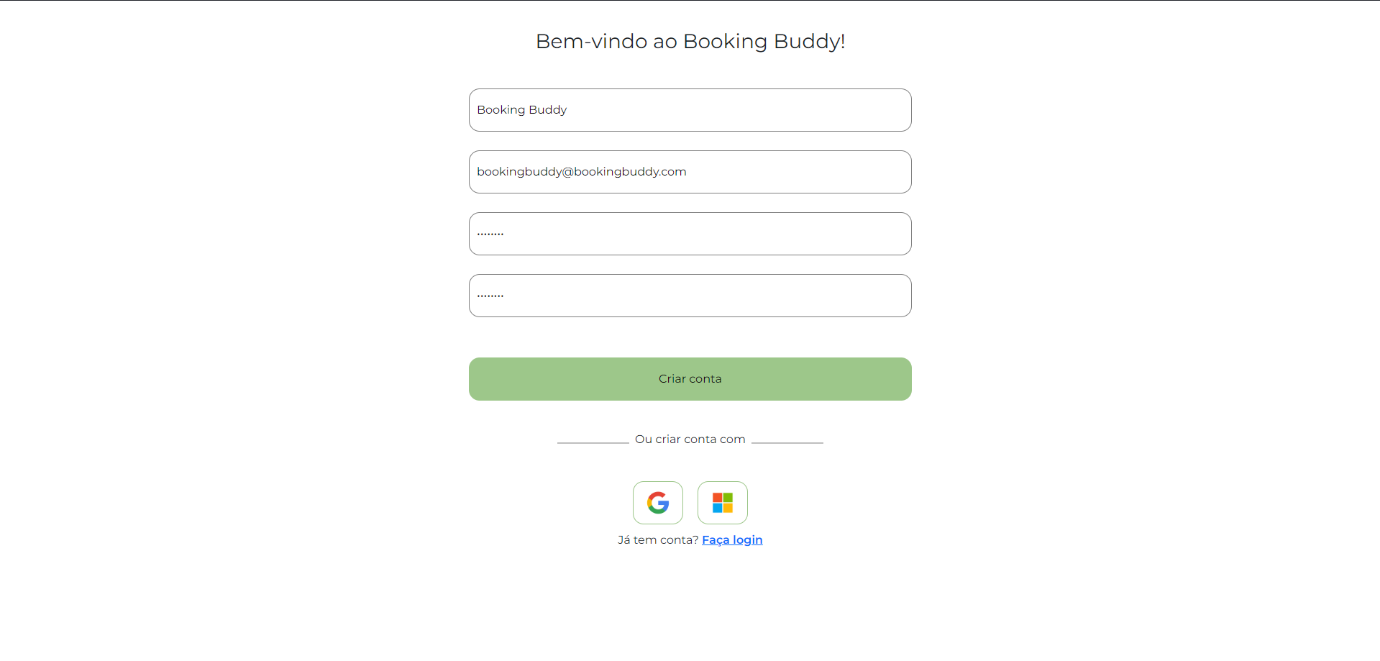 Bem-vindo ao Booking Buddy!
Booking Buddy
bookingbuddy@bookingbuddy.com
········
········
Criar conta
Ou criar conta com
Já tem conta? Faça login